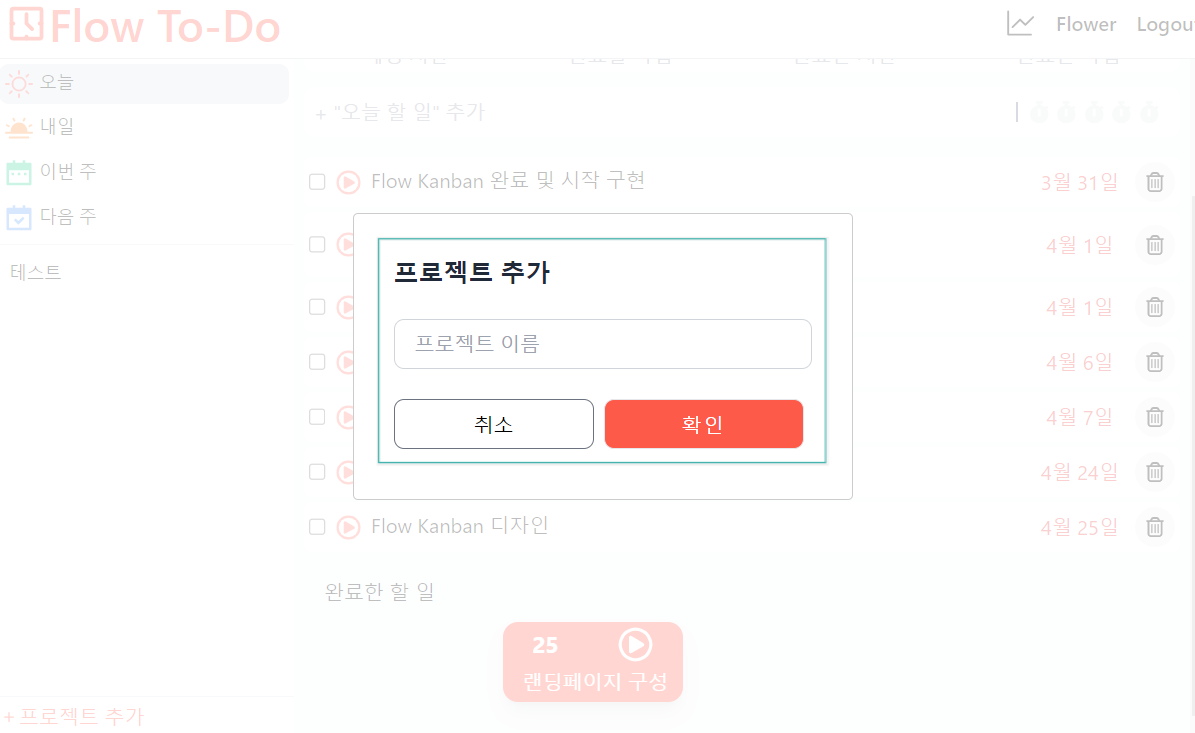 Flow To-Do
Flower
Logou
오늘
+ "오늘 할 일" 추가
내일
이번 주
Flow Kanban 완료 및 시작 구현
3월 31일
다음 주
4월 1일
테스트
프로젝트 추가
4월 1일
프로젝트 이름
4월 6일
취소
확인
4월 7일
4월 24일
Flow Kanban 디자인
4월 25일
완료한 할 일
25
랜딩페이지 구성
+ 프로젝트 추가